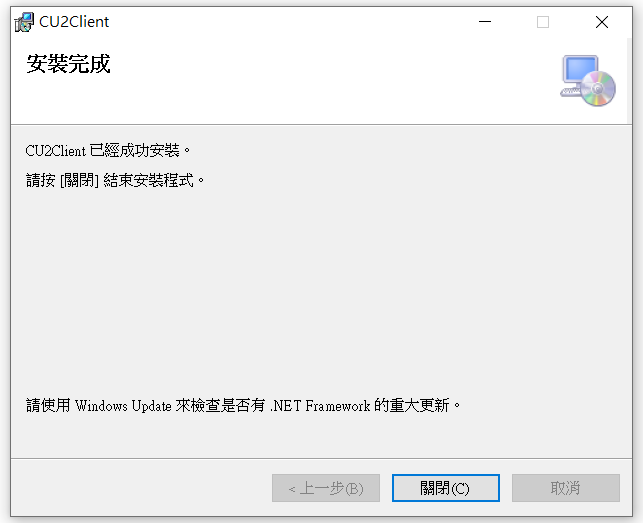 CU2Client
安裝完成
CU2Client 已經成功安裝。
請按 [關閉] 結束安裝程式。
請使用 Windows Update 來檢查是否有 .NET Framework 的重大更新。
< 上一步(B)
關閉(C)
取消